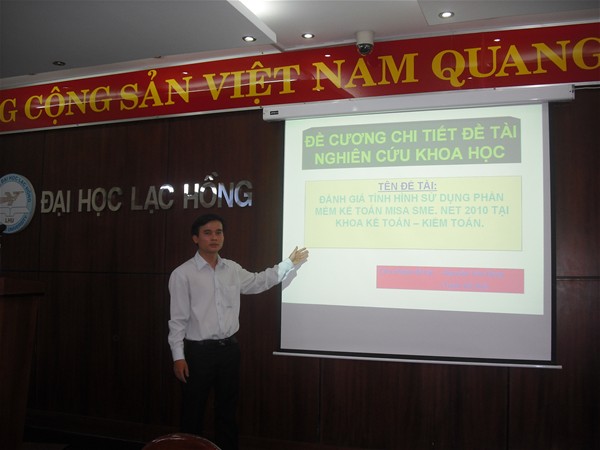 G CỘNG SẢN VIỆT NAM QUANG
ĐẠI HỌC LẠC HỒNG
ĐỀ CƯƠNG CHI TIẾT ĐỀ TÀI
NGHIÊN CỨU KHOA HỌC
TÊN ĐỀ TÀI:
ĐÁNH GIÁ TÌNH HÌNH SỬ DỤNG PHẦN
MỀM KẾ TOÁN MISA SME. NET 2010 TẠI
KHOA KẾ TOÁN – KIỂM TOÁN.